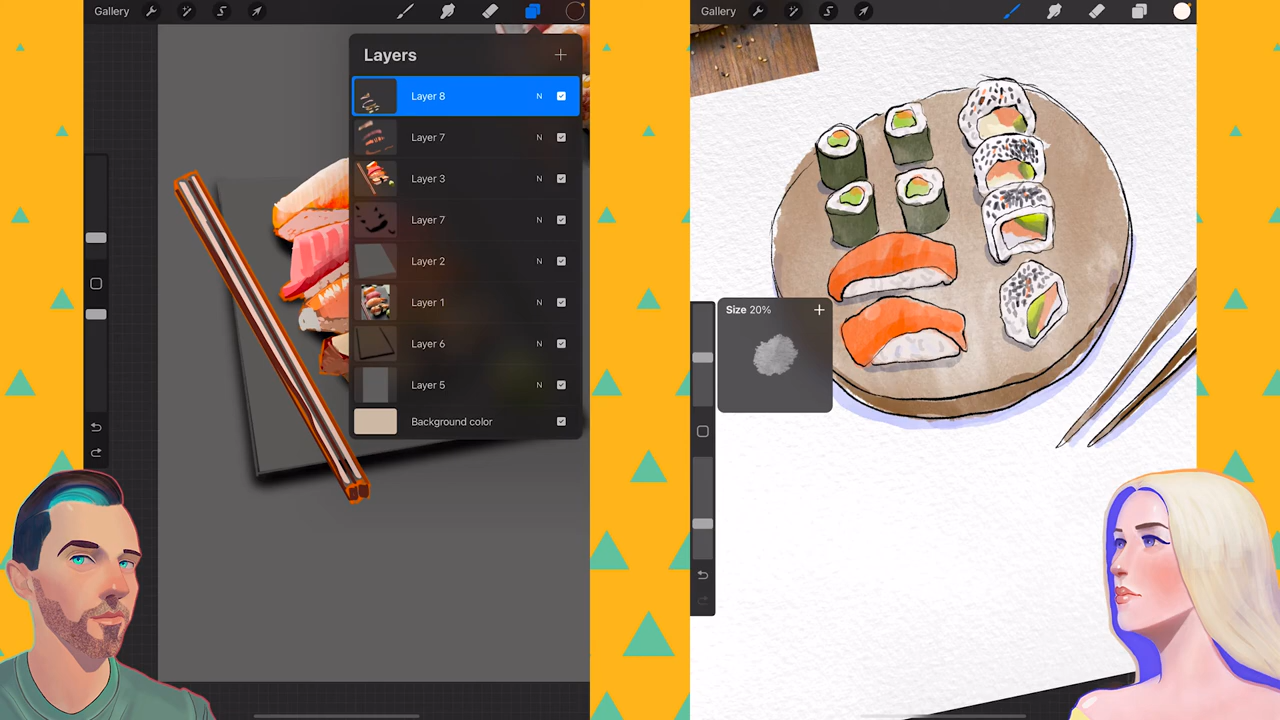 Gallery
Layers
Layer 8 N
Layer 7 N
Layer 3 N
Layer 7 N
Layer 2 N
Layer 1 N
Layer 6 N
Layer 5 N
Background color
Gallery
Size 20%